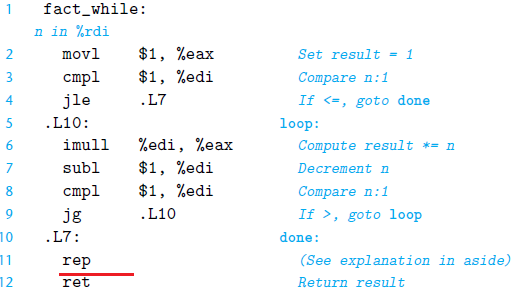 1 fact_while:
n in %rdi
2 movl $1, %eax Set result = 1
3 cmpl $1, %edi Compare n:1
4 jle .L7 If <=, goto done
5 .L10: loop:
6 imull %edi, %eax Compute result *= n
7 subl $1, %edi Decrement n
8 cmpl $1, %edi Compare n:1
9 jg .L10 If >, goto loop
10 .L7: done:
11 rep (See explanation in aside)
12 ret Return result